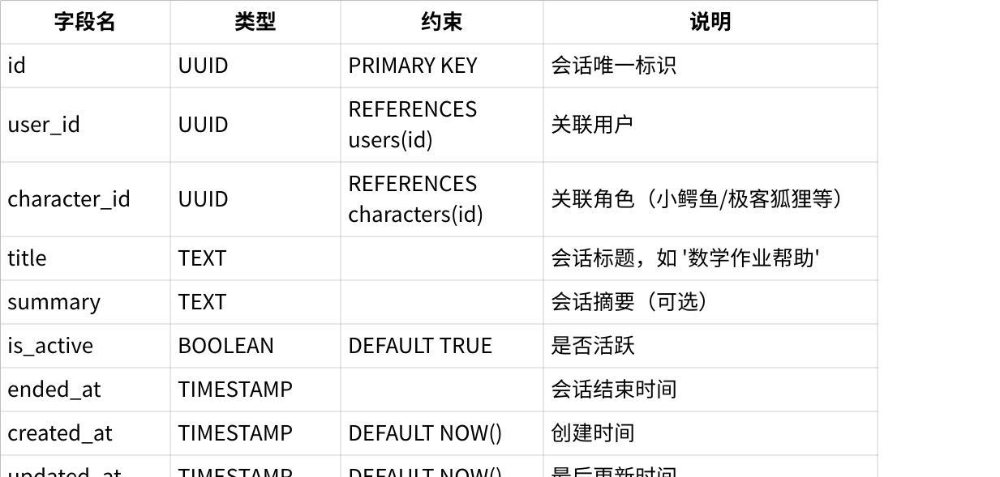 字段名 类型 约束 说明
id UUID PRIMARY KEY 会话唯一标识
user_id UUID REFERENCES users(id) 关联用户
character_id UUID REFERENCES characters(id) 关联角色（小鳄鱼/极客狐狸等）
title TEXT 会话标题，如 '数学作业帮助'
summary TEXT 会话摘要（可选）
is_active BOOLEAN DEFAULT TRUE 是否活跃
ended_at TIMESTAMP 会话结束时间
created_at TIMESTAMP DEFAULT NOW() 创建时间
updated_at TIMESTAMP DEFAULT NOW() 最后更新时间